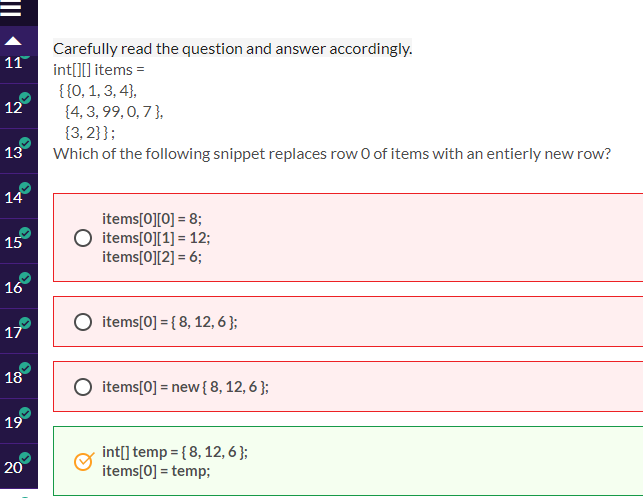 Carefully read the question and answer accordingly.
int[][] items =
{ {0, 1, 3, 4},
{4, 3, 99, 0, 7 },
{3, 2} } ;
Which of the following snippet replaces row 0 of items with an entierly new row?
items[0][0] = 8;
items[0][1] = 12;
items[0][2] = 6;
items[0] = { 8, 12, 6 };
items[0] = new { 8, 12, 6 };
int[] temp = { 8, 12, 6 };
items[0] = temp;
11
12
13
14
15
16
17
18
19
20